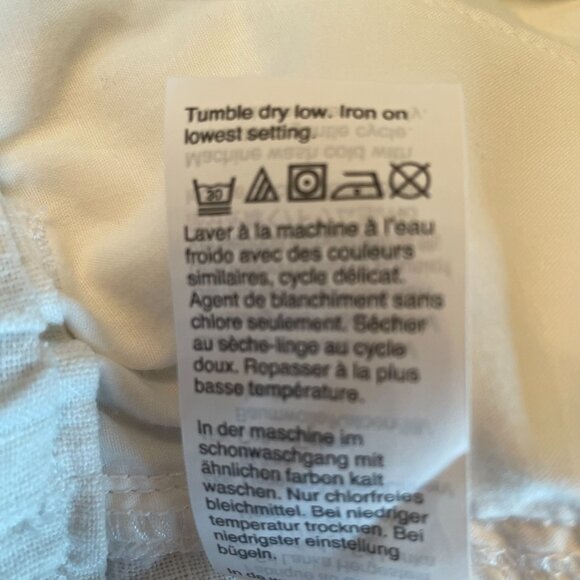 Tumble dry low. Iron on
lowest setting.
30
Laver à la machine à l'eau
froide avec des couleurs
similaires, cycle délicat.
Agent de blanchiment sans
chlore seulement. Sécher
au sèche-linge au cycle
doux. Repasser à la plus
basse température.
In der maschine im
schonwaschgang mit
ähnlichen farben kalt
waschen. Nur chlorfreies
bleichmittel. Bei niedriger
temperatur trocknen. Bei
niedrigster einstellung
bügeln.